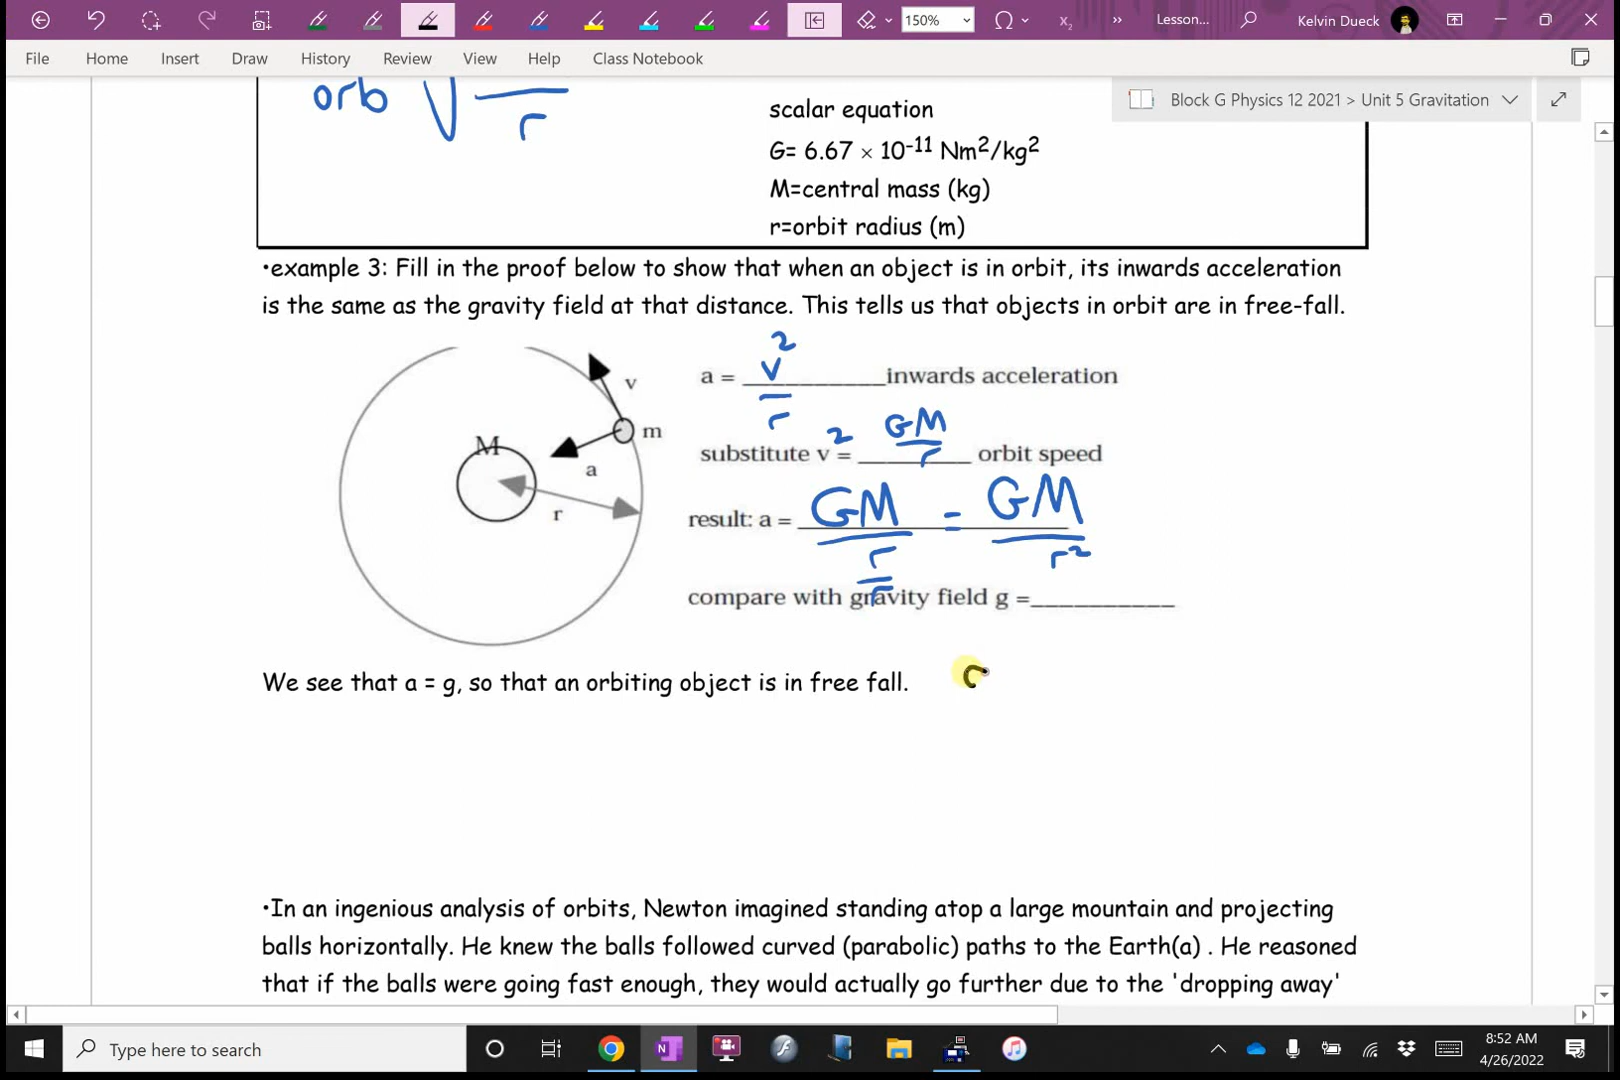 150%
Lesson...
Kelvin Dueck
File Home Insert Draw History Review View Help Class Notebook
Block G Physics 12 2021 > Unit 5 Gravitation
orb √ r
scalar equation
G= 6.67 × 10⁻¹¹ Nm²/kg²
M=central mass (kg)
r=orbit radius (m)
•example 3: Fill in the proof below to show that when an object is in orbit, its inwards acceleration
is the same as the gravity field at that distance. This tells us that objects in orbit are in free-fall.
v
m
M
a
r
a = v²/r inwards acceleration
substitute v² = GM/r orbit speed
result: a = GM/r/r = GM/r²
compare with gravity field g =__________
We see that a = g, so that an orbiting object is in free fall.
•In an ingenious analysis of orbits, Newton imagined standing atop a large mountain and projecting
balls horizontally. He knew the balls followed curved (parabolic) paths to the Earth(a) . He reasoned
that if the balls were going fast enough, they would actually go further due to the 'dropping away'
Type here to search
8:52 AM
4/26/2022